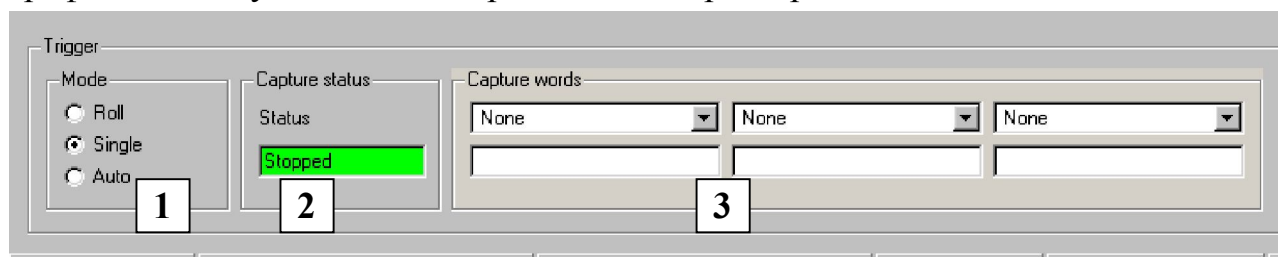 Trigger
Mode
Roll
Single
Auto
1
Capture status
Status
Stopped
2
Capture words
None None None
3